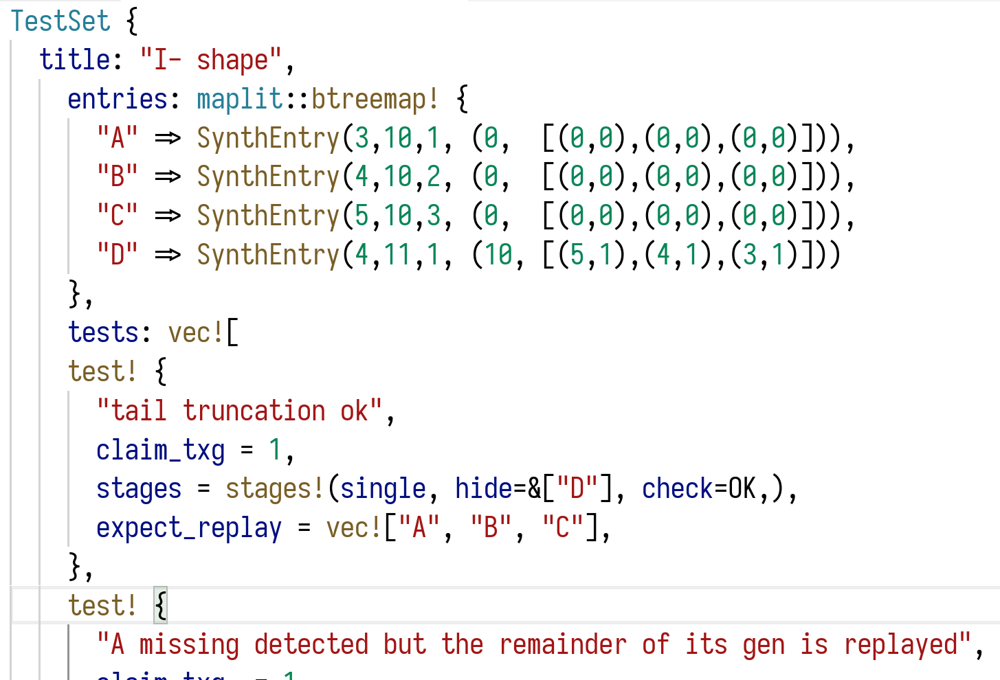 TestSet {
title: "I- shape",
entries: maplit::btreemap! {
"A" => SynthEntry(3,10,1, (0,  [(0,0),(0,0),(0,0)])),
"B" => SynthEntry(4,10,2, (0,  [(0,0),(0,0),(0,0)])),
"C" => SynthEntry(5,10,3, (0,  [(0,0),(0,0),(0,0)])),
"D" => SynthEntry(4,11,1, (10, [(5,1),(4,1),(3,1)]))
},
tests: vec![
test! {
"tail truncation ok",
claim_txg = 1,
stages = stages!(single, hide=&["D"], check=OK,),
expect_replay = vec!["A", "B", "C"],
},
test! {
"A missing detected but the remainder of its gen is replayed",
claim_txg = 1